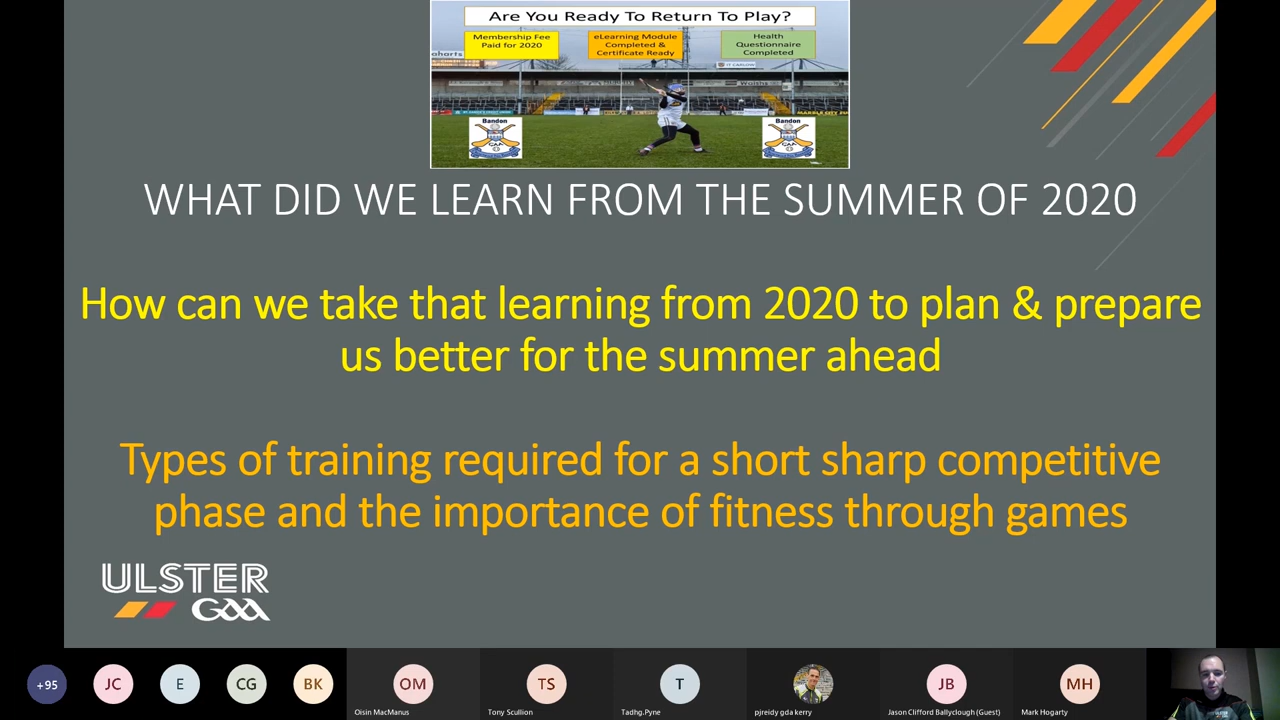 Are You Ready To Return To Play?
Membership Fee
Paid for 2020
eLearning Module
Completed &
Certificate Ready
Health
Questionnaire
Completed
IT CARLOW
Bandon
GAA
Bandon
GAA
WHAT DID WE LEARN FROM THE SUMMER OF 2020
How can we take that learning from 2020 to plan & prepare
us better for the summer ahead
Types of training required for a short sharp competitive
phase and the importance of fitness through games
ULSTER
GAA
+95
JC
E
CG
BK
OM
TS
T
JB
MH
Oisin MacManus
Tony Scullion
Tadhg.Pyne
pjreidy gda kerry
Jason Clifford Ballyclough (Guest)
Mark Hogarty